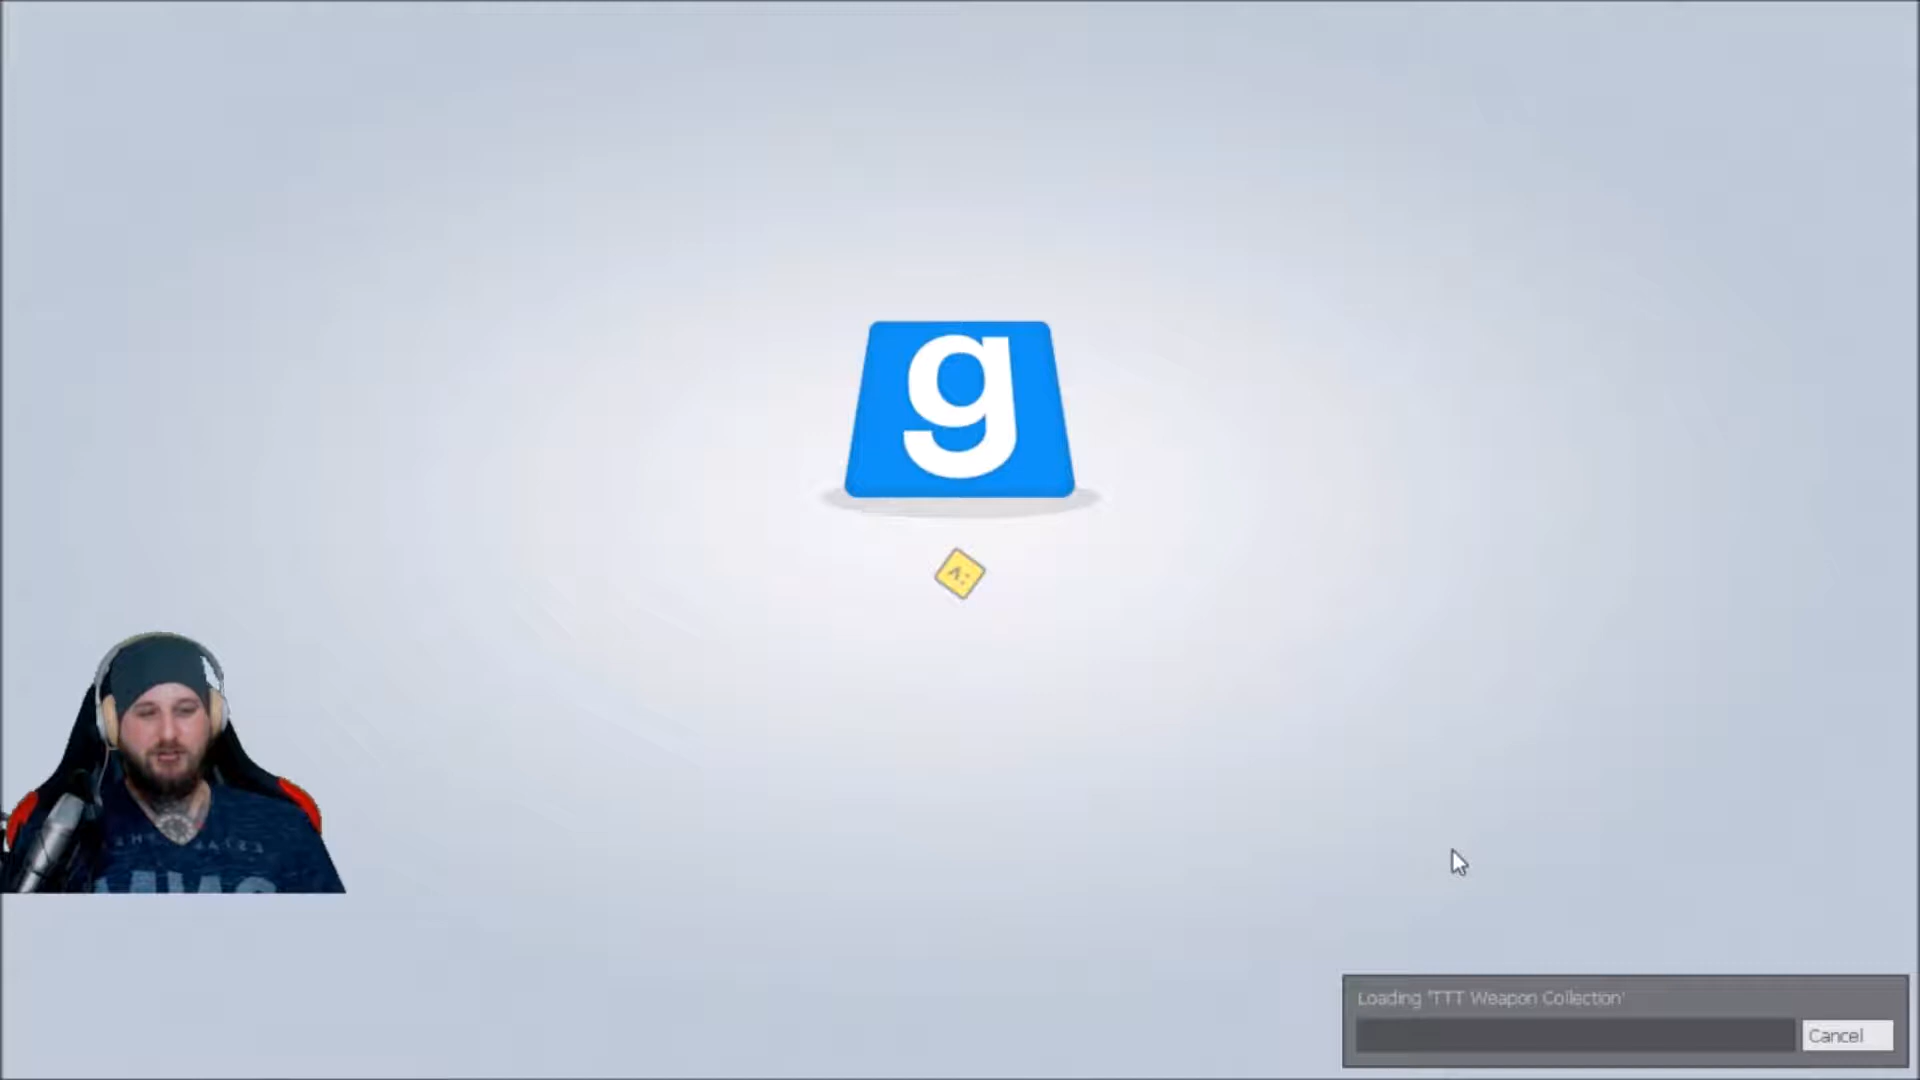 g
A:
Loading 'TTT Weapon Collection'
Cancel